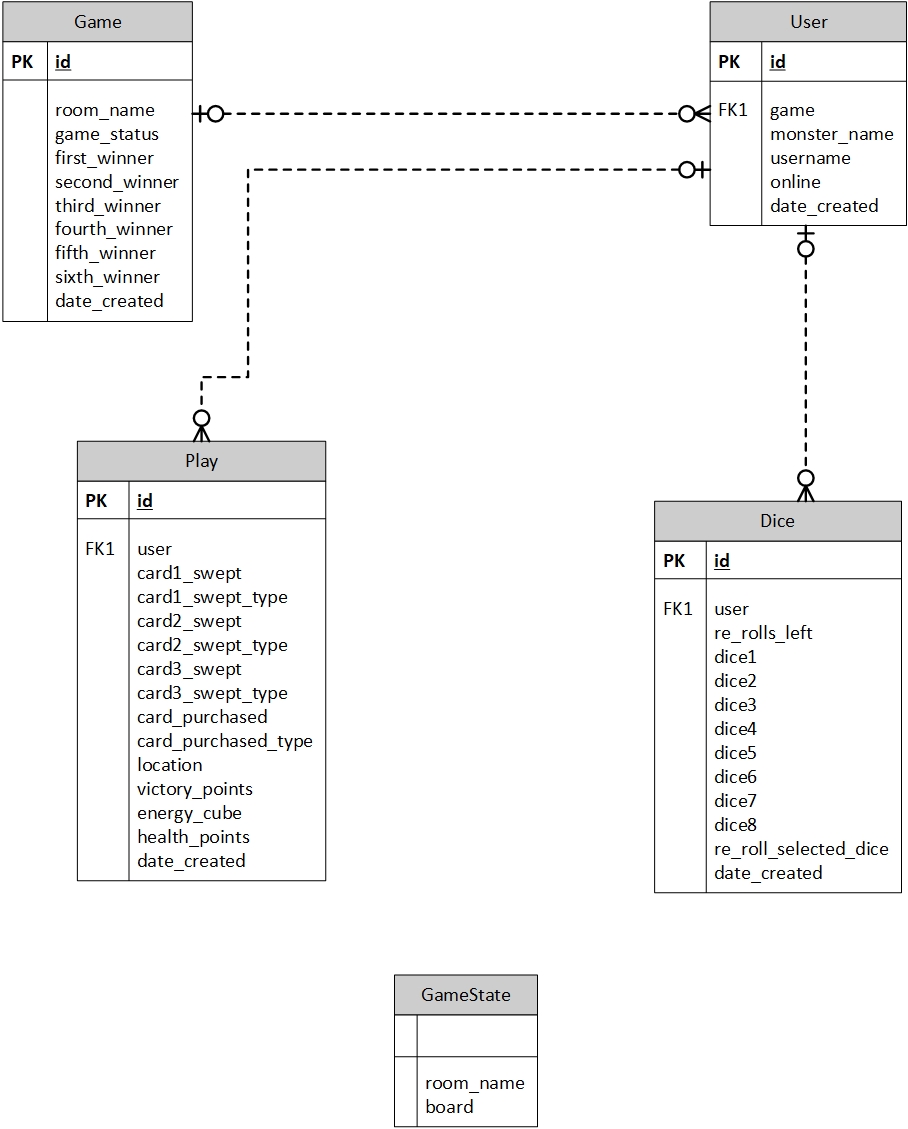 Game
PK id
room_name
game_status
first_winner
second_winner
third_winner
fourth_winner
fifth_winner
sixth_winner
date_created
User
PK id
FK1 game
monster_name
username
online
date_created
Play
PK id
FK1 user
card1_swept
card1_swept_type
card2_swept
card2_swept_type
card3_swept
card3_swept_type
card_purchased
card_purchased_type
location
victory_points
energy_cube
health_points
date_created
Dice
PK id
FK1 user
re_rolls_left
dice1
dice2
dice3
dice4
dice5
dice6
dice7
dice8
re_roll_selected_dice
date_created
GameState
room_name
board